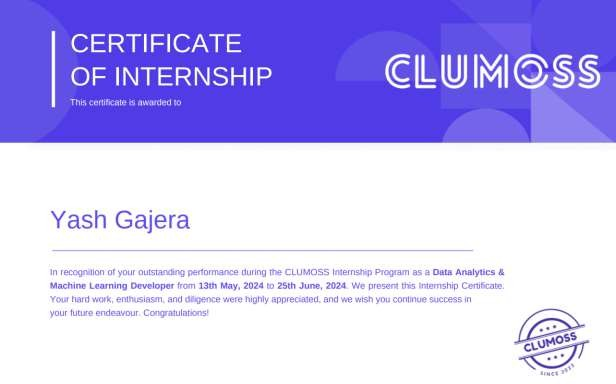 CERTIFICATE
OF INTERNSHIP
This certificate is awarded to
CLUMOSS
Yash Gajera
In recognition of your outstanding performance during the CLUMOSS Internship Program as a Data Analytics &
Machine Learning Developer from 13th May, 2024 to 25th June, 2024. We present this Internship Certificate.
Your hard work, enthusiasm, and diligence were highly appreciated, and we wish you continue success in
your future endeavour. Congratulations!
CLUMOSS
SINCE 2023